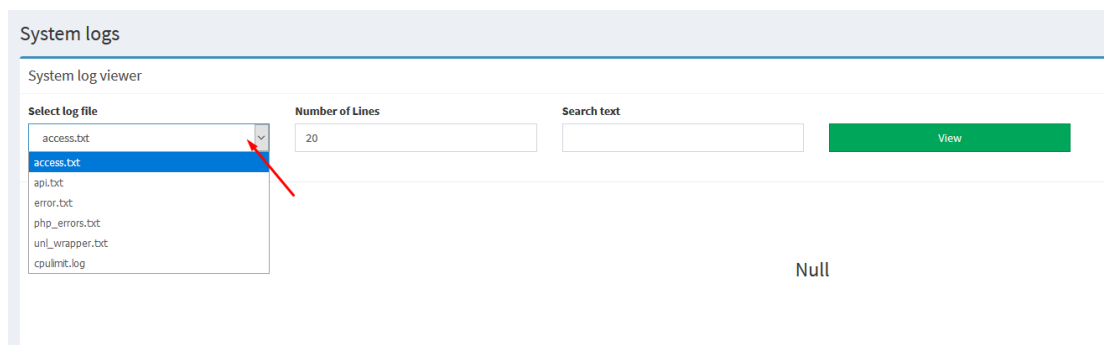 System logs
System log viewer
Select log file
Number of Lines
Search text
access.txt
20
View
access.txt
api.txt
error.txt
php_errors.txt
unl_wrapper.txt
cpulimit.log
Null